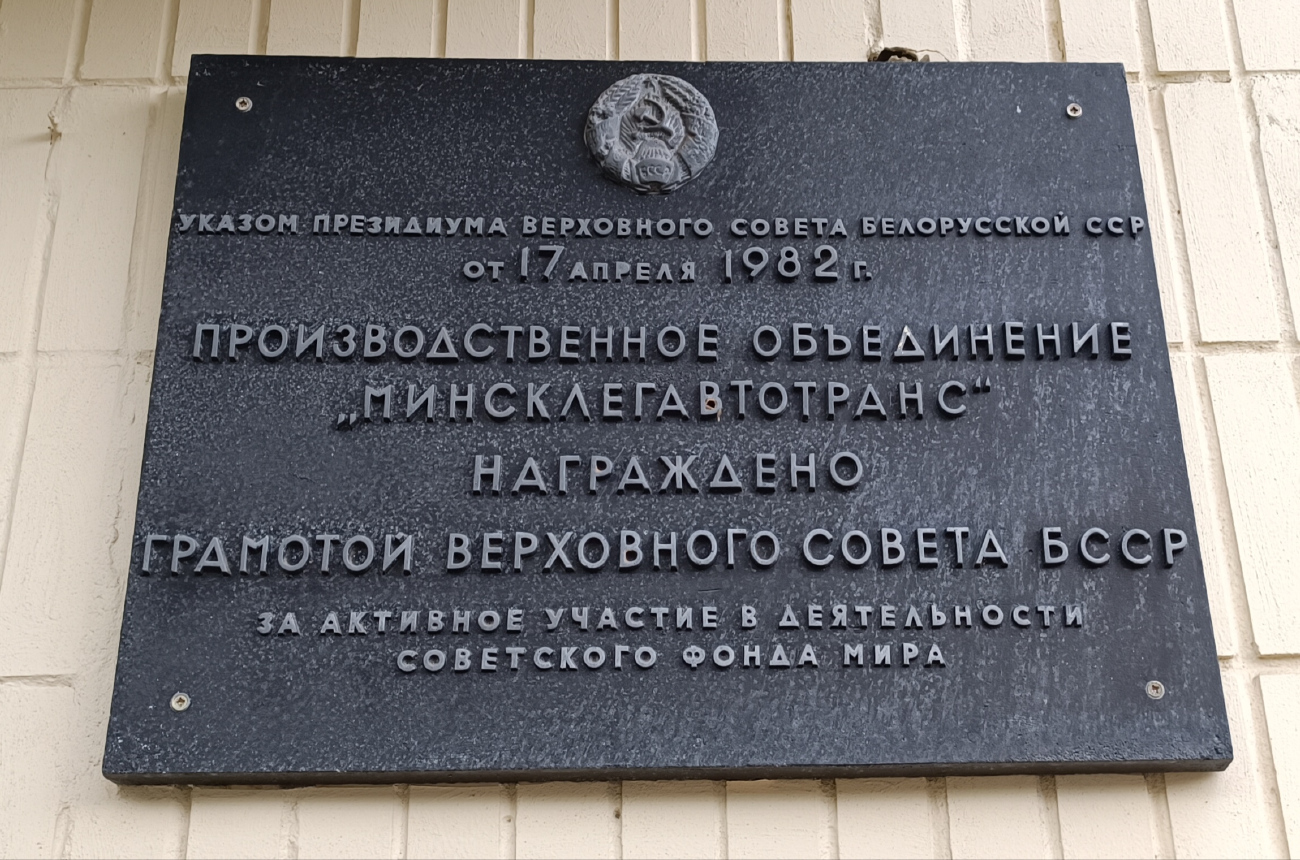 БССР
УКАЗОМ ПРЕЗИДИУМА ВЕРХОВНОГО СОВЕТА БЕЛОРУССКОЙ ССР
ОТ 17 АПРЕЛЯ 1982 Г.
ПРОИЗВОДСТВЕННОЕ ОБЪЕДИНЕНИЕ
„МИНСКЛЕГАВТОТРАНС“
НАГРАЖДЕНО
ГРАМОТОЙ ВЕРХОВНОГО СОВЕТА БССР
ЗА АКТИВНОЕ УЧАСТИЕ В ДЕЯТЕЛЬНОСТИ
СОВЕТСКОГО ФОНДА МИРА